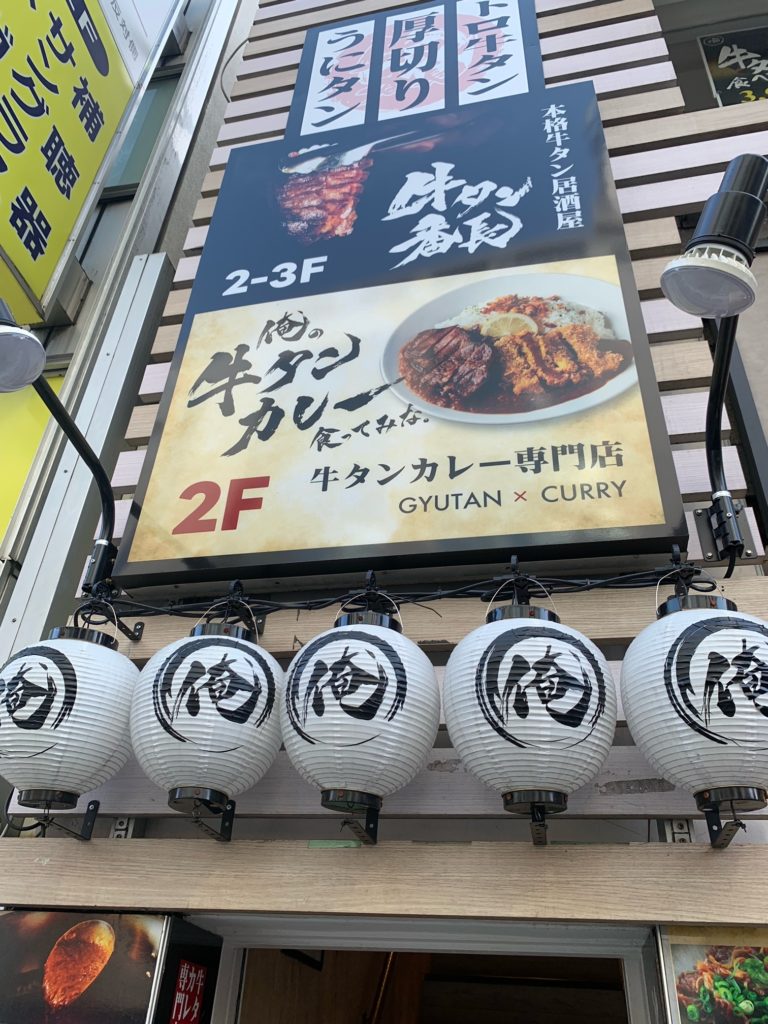 補聴器
トロ牛タン
厚切り
うにタン
本格牛タン居酒屋
牛タン
番長
2-3F
俺の
牛タン
カレー
食ってみな。
2F
牛タンカレー専門店
GYUTAN × CURRY
俺
俺
俺
俺
俺